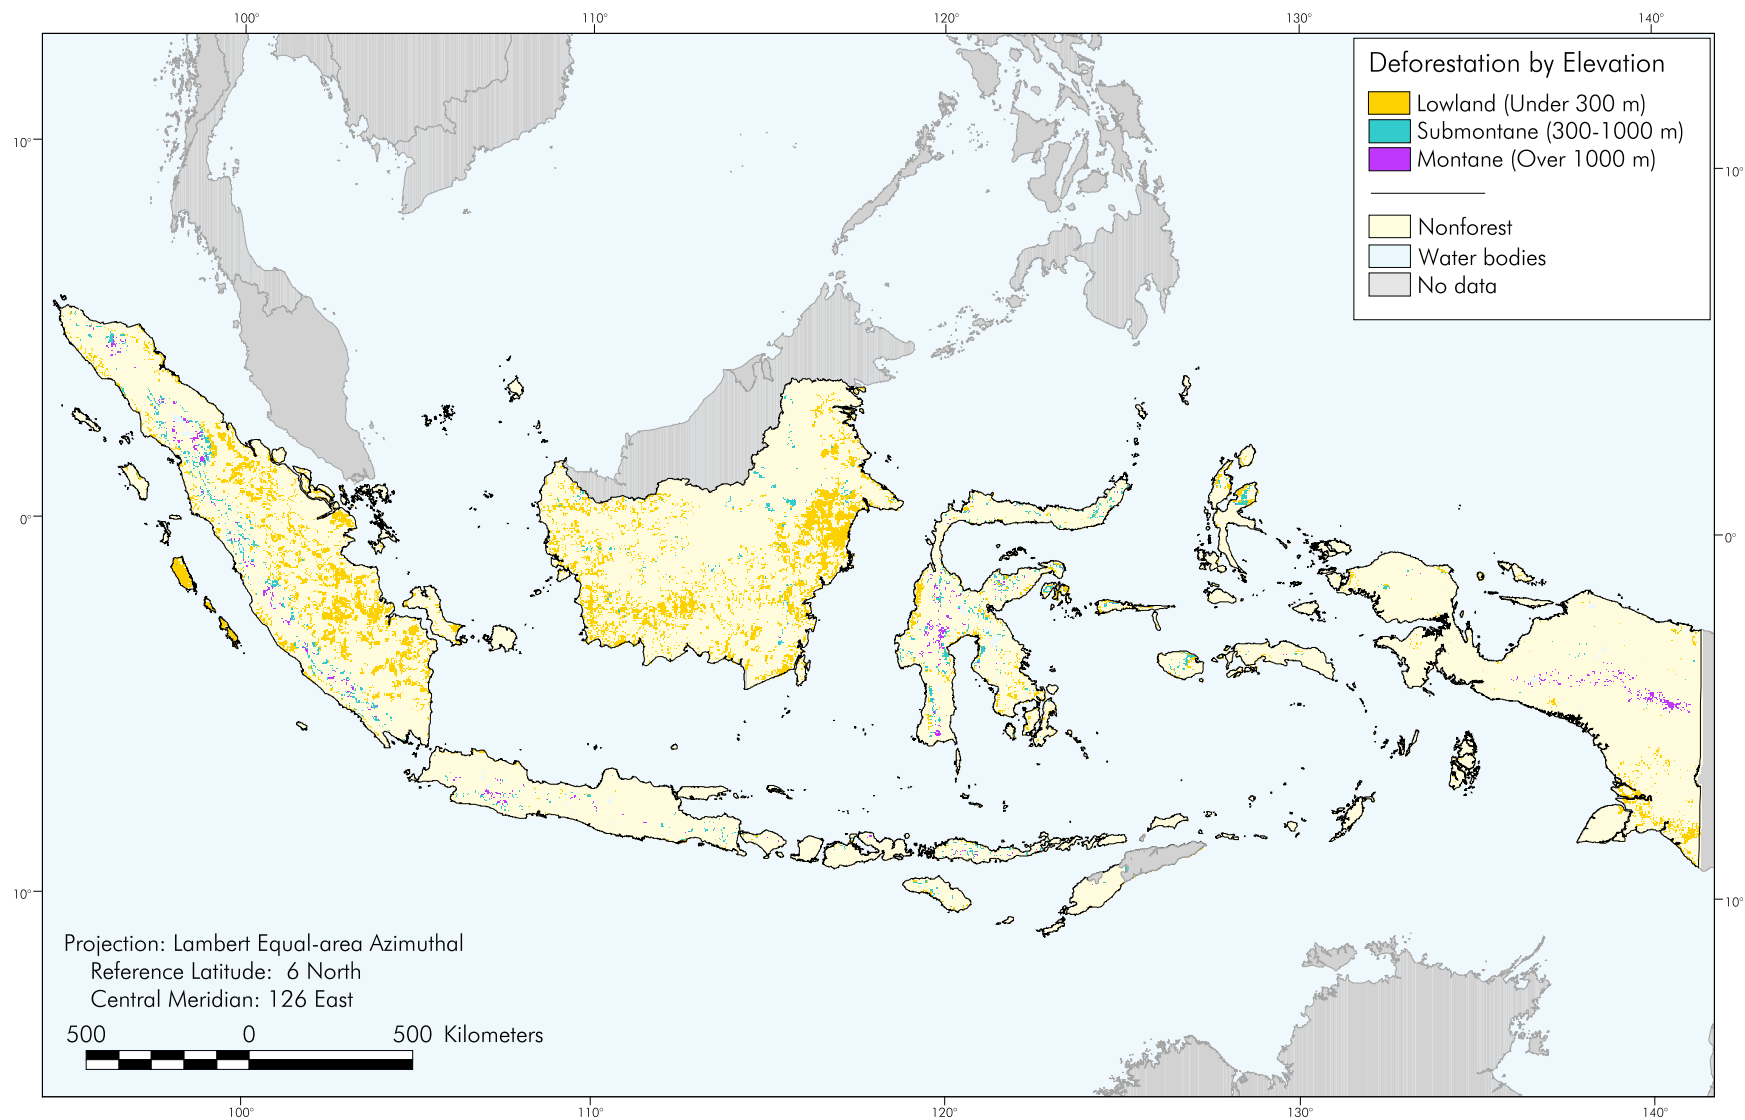 100° 110° 120° 130° 140°
Deforestation by Elevation
Lowland (Under 300 m)
Submontane (300-1000 m)
Montane (Over 1000 m)
Nonforest
Water bodies
No data
10° 10°
0° 0°
10° 10°
Projection: Lambert Equal-area Azimuthal
Reference Latitude: 6 North
Central Meridian: 126 East
500 0 500 Kilometers
100° 110° 120° 130° 140°